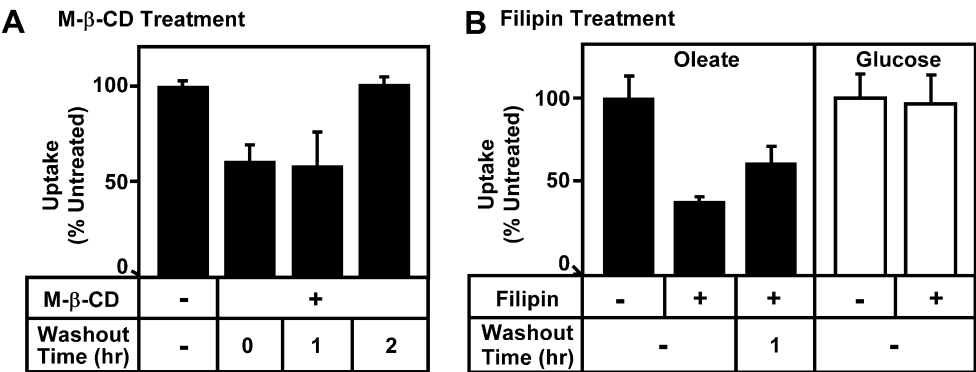 A M-β-CD Treatment
Uptake
(% Untreated)
100
50
0
M-β-CD - +
Washout
Time (hr) - 0 1 2
B Filipin Treatment
Oleate Glucose
Uptake
(% Untreated)
100
50
0
Filipin - + + - +
Washout
Time (hr) - 1 -